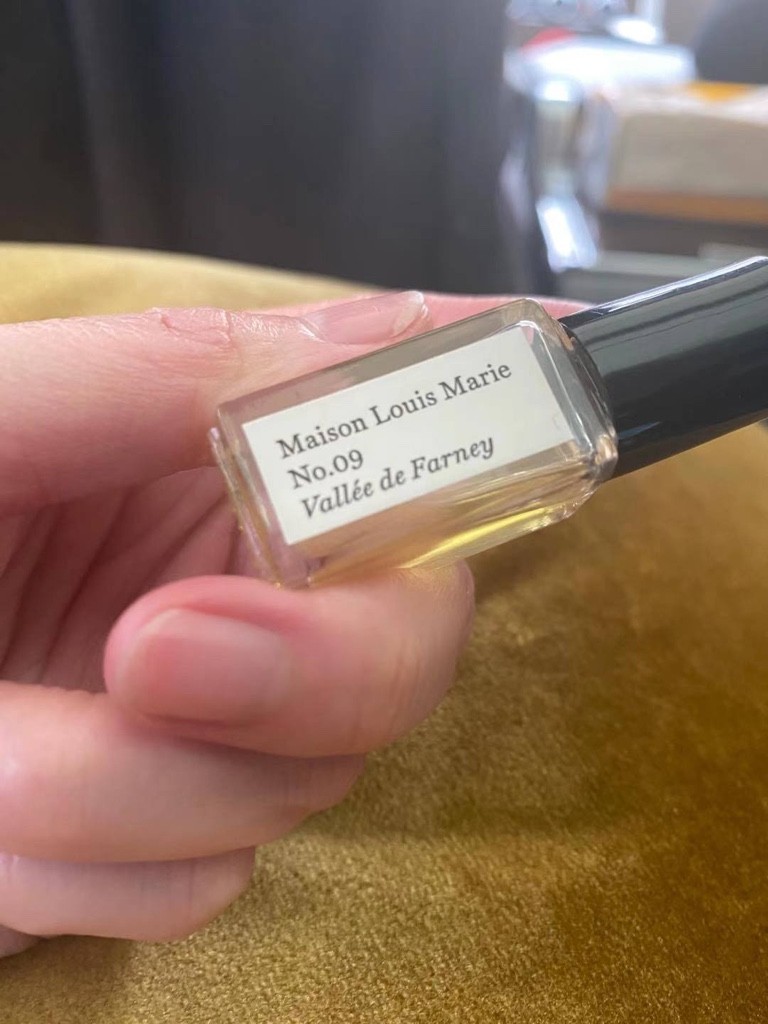 Maison Louis Marie
No.09
Vallée de Farney